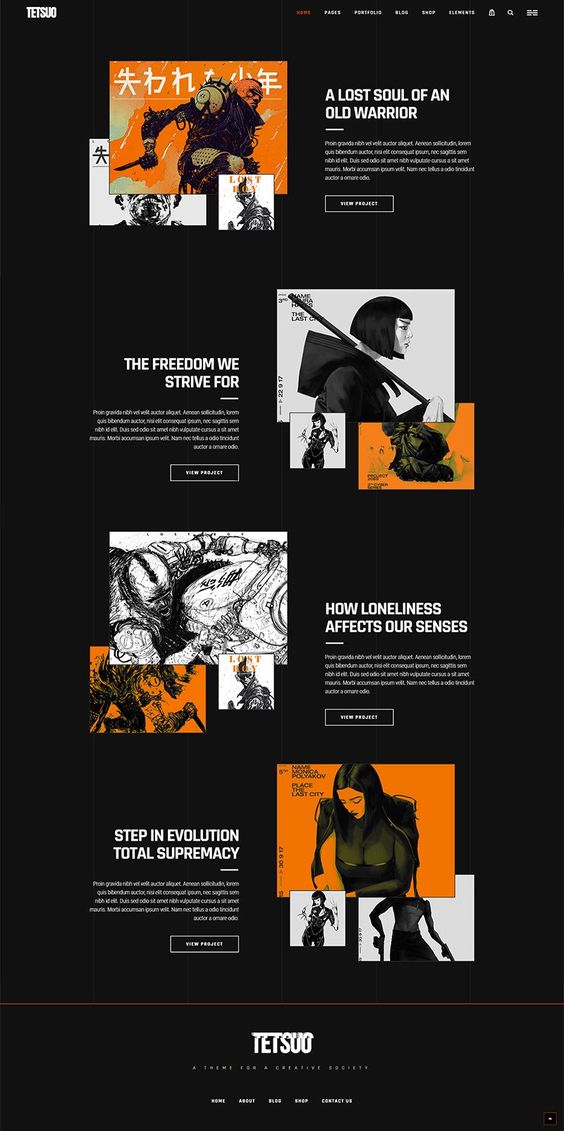 TETSUO
HOME PAGES PORTFOLIO BLOG SHOP ELEMENTS
失われた少年
失
LOST
BOY
A LOST SOUL OF AN
OLD WARRIOR
Proin gravida nibh vel velit auctor aliquet. Aenean sollicitudin, lorem
quis bibendum auctor, nisi elit consequat ipsum, nec sagittis sem
nibh id elit. Duis sed odio sit amet nibh vulputate cursus a sit amet
mauris. Morbi accumsan ipsum velit. Nam nec tellus a odio tincidunt
auctor a ornare odio.
VIEW PROJECT
THE FREEDOM WE
STRIVE FOR
Proin gravida nibh vel velit auctor aliquet. Aenean sollicitudin, lorem
quis bibendum auctor, nisi elit consequat ipsum, nec sagittis sem
nibh id elit. Duis sed odio sit amet nibh vulputate cursus a sit amet
mauris. Morbi accumsan ipsum velit. Nam nec tellus a odio tincidunt
auctor a ornare odio.
VIEW PROJECT
3RD
NAME
THE
LAST
22 9 17
PROJECT
2089
3RD CYBER
SERIES
LOST
BOY
HOW LONELINESS
AFFECTS OUR SENSES
Proin gravida nibh vel velit auctor aliquet. Aenean sollicitudin, lorem
quis bibendum auctor, nisi elit consequat ipsum, nec sagittis sem
nibh id elit. Duis sed odio sit amet nibh vulputate cursus a sit amet
mauris. Morbi accumsan ipsum velit. Nam nec tellus a odio tincidunt
auctor a ornare odio.
VIEW PROJECT
STEP IN EVOLUTION
TOTAL SUPREMACY
Proin gravida nibh vel velit auctor aliquet. Aenean sollicitudin, lorem
quis bibendum auctor, nisi elit consequat ipsum, nec sagittis sem
nibh id elit. Duis sed odio sit amet nibh vulputate cursus a sit amet
mauris. Morbi accumsan ipsum velit. Nam nec tellus a odio tincidunt
auctor a ornare odio.
VIEW PROJECT
5TH
NAME
MONICA
POLYAKOV
PLACE
THE
LAST CITY
30 9 17
30 9 17
TETSUO
A THEME FOR A CREATIVE SOCIETY
HOME ABOUT BLOG SHOP CONTACT US